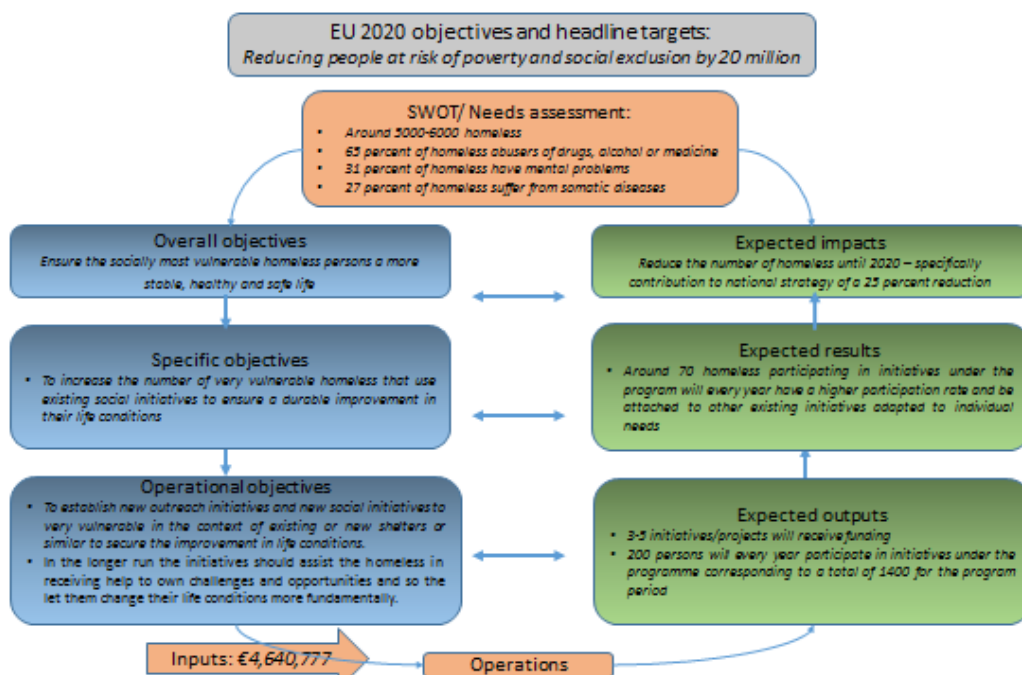 EU 2020 objectives and headline targets:
Reducing people at risk of poverty and social exclusion by 20 million
SWOT/ Needs assessment:
• Around 5000-6000 homeless
• 65 percent of homeless abusers of drugs, alcohol or medicine
• 31 percent of homeless have mental problems
• 27 percent of homeless suffer from somatic diseases
Overall objectives
Ensure the socially most vulnerable homeless persons a more
stable, healthy and safe life
Expected impacts
Reduce the number of homeless until 2020 – specifically
contribution to national strategy of a 25 percent reduction
Specific objectives
• To increase the number of very vulnerable homeless that use
existing social initiatives to ensure a durable improvement in
their life conditions
Expected results
• Around 70 homeless participating in initiatives under the
program will every year have a higher participation rate and be
attached to other existing initiatives adapted to individual
needs
Operational objectives
• To establish new outreach initiatives and new social initiatives to
very vulnerable in the context of existing or new shelters or
similar to secure the improvement in life conditions.
• In the longer run the initiatives should assist the homeless in
receiving help to own challenges and opportunities and so the
let them change their life conditions more fundamentally.
Expected outputs
• 3-5 initiatives/projects will receive funding
• 200 persons will every year participate in initiatives under the
programme corresponding to a total of 1400 for the program
period
Inputs: €4,640,777
Operations